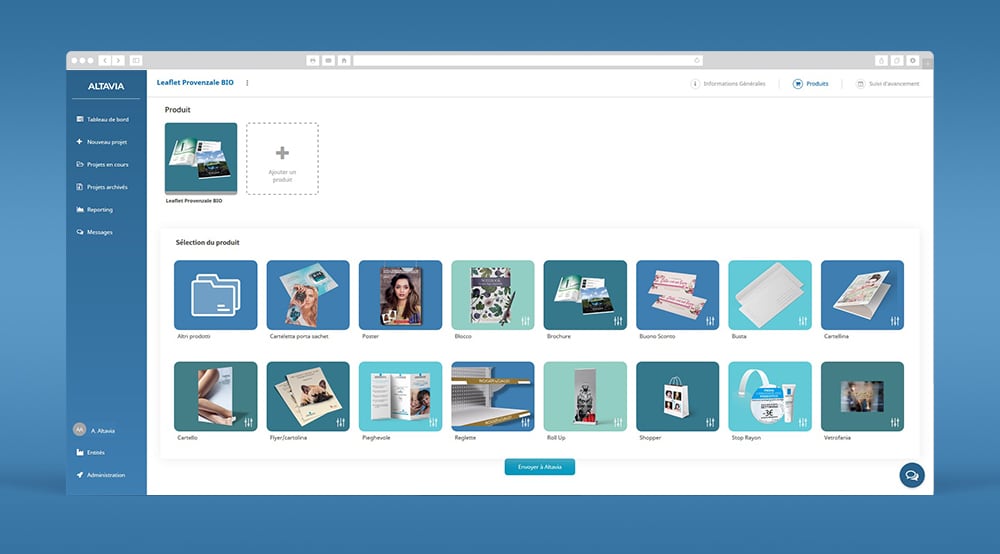 ALTAVIA
Leaflet Provenzale BIO
Informations Générales
Produits
Suivi d'avancement
Tableau de bord
Nouveau projet
Projets en cours
Projets archivés
Reporting
Messages
A. Altavia
Entités
Administration
Produit
Ajouter un
produit
Leaflet Provenzale BIO
Sélection du produit
Altri prodotti
Carteletta porta sachet
Poster
Blocco
Brochure
Buono Sconto
Busta
Cartellina
Cartello
Flyer/cartolina
Pieghevole
Reglette
Roll Up
Shopper
-3€
Stop Rayon
Vetrofania
Envoyer à Altavia
AA